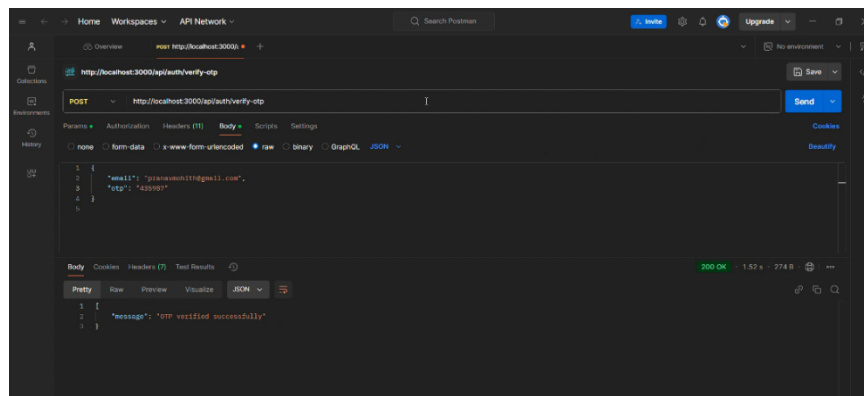 Home Workspaces API Network Search Postman Invite Upgrade
Overview POST http://localhost:3000/a + No environment
Collections
http://localhost:3000/api/auth/verify-otp Save
Environments
POST http://localhost:3000/api/auth/verify-otp Send
History
Params Authorization Headers (11) Body Scripts Settings Cookies
none form-data x-www-form-urlencoded raw binary GraphQL JSON Beautify
1 {
2 "email": "pranavmohith@gmail.com",
3 "otp": "435987"
4 }
5
Body Cookies Headers (7) Test Results 200 OK 1.52 s 274 B
Pretty Raw Preview Visualize JSON
1 {
2 "message": "OTP verified successfully"
3 }